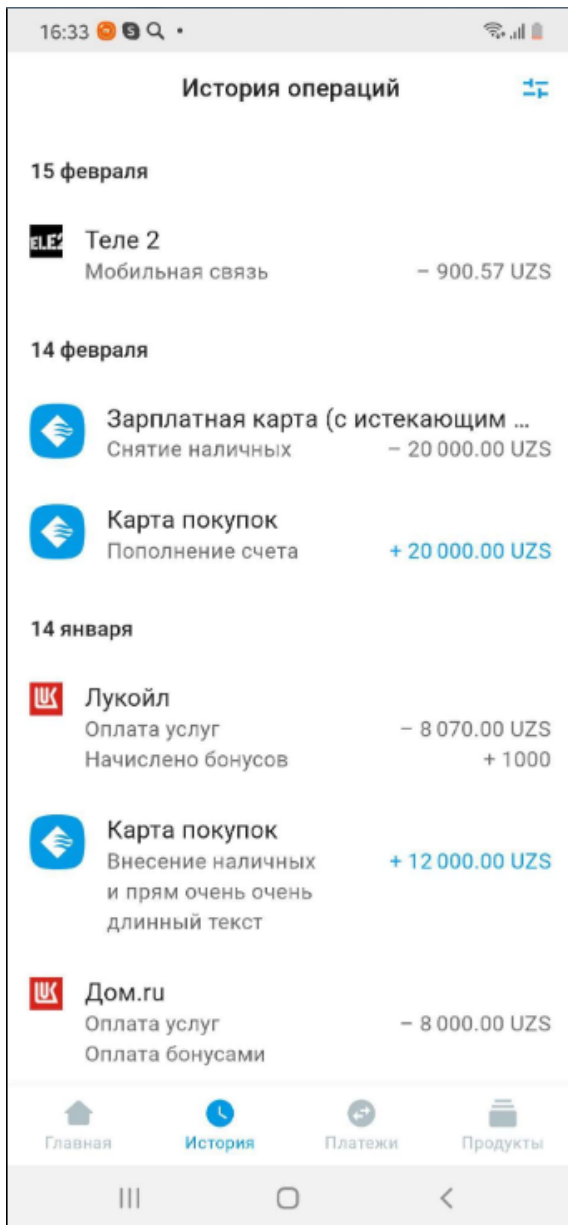 16:33
История операций
15 февраля
Теле 2
Мобильная связь − 900.57 UZS
14 февраля
Зарплатная карта (с истекающим ...
Снятие наличных − 20 000.00 UZS
Карта покупок
Пополнение счета + 20 000.00 UZS
14 января
Лукойл
Оплата услуг − 8 070.00 UZS
Начислено бонусов + 1000
Карта покупок
Внесение наличных + 12 000.00 UZS
и прям очень очень
длинный текст
Дом.ru
Оплата услуг − 8 000.00 UZS
Оплата бонусами
Главная История Платежи Продукты